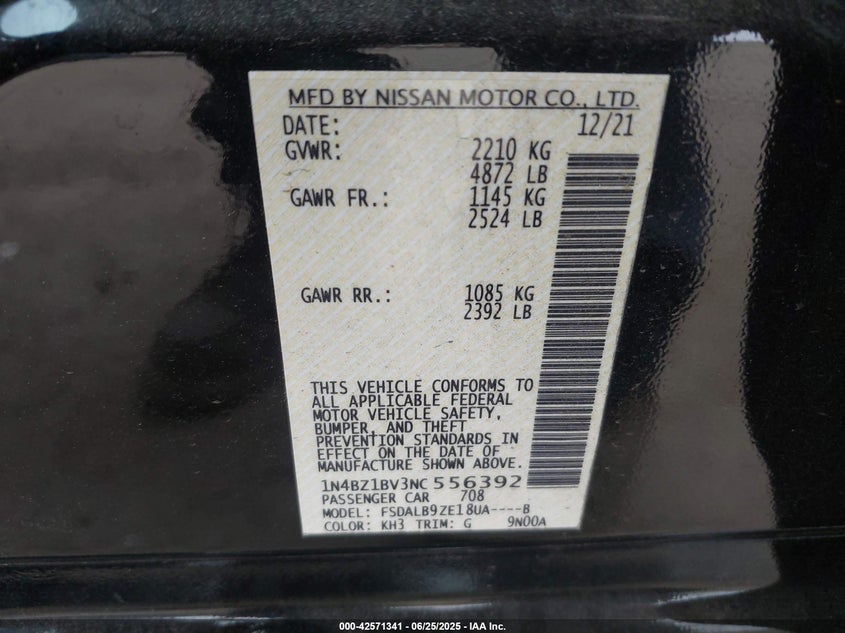 MFD BY NISSAN MOTOR CO., LTD.
DATE: 12/21
GVWR: 2210 KG
4872 LB
GAWR FR.: 1145 KG
2524 LB
GAWR RR.: 1085 KG
2392 LB
THIS VEHICLE CONFORMS TO
ALL APPLICABLE FEDERAL
MOTOR VEHICLE SAFETY,
BUMPER, AND THEFT
PREVENTION STANDARDS IN
EFFECT ON THE DATE OF
MANUFACTURE SHOWN ABOVE.
1N4BZ1BV3NC556392
PASSENGER CAR 708
MODEL: FSDALB9ZE18UA----B
COLOR: KH3 TRIM: G 9N00A
000-42571341 - 06/25/2025 - IAA Inc.